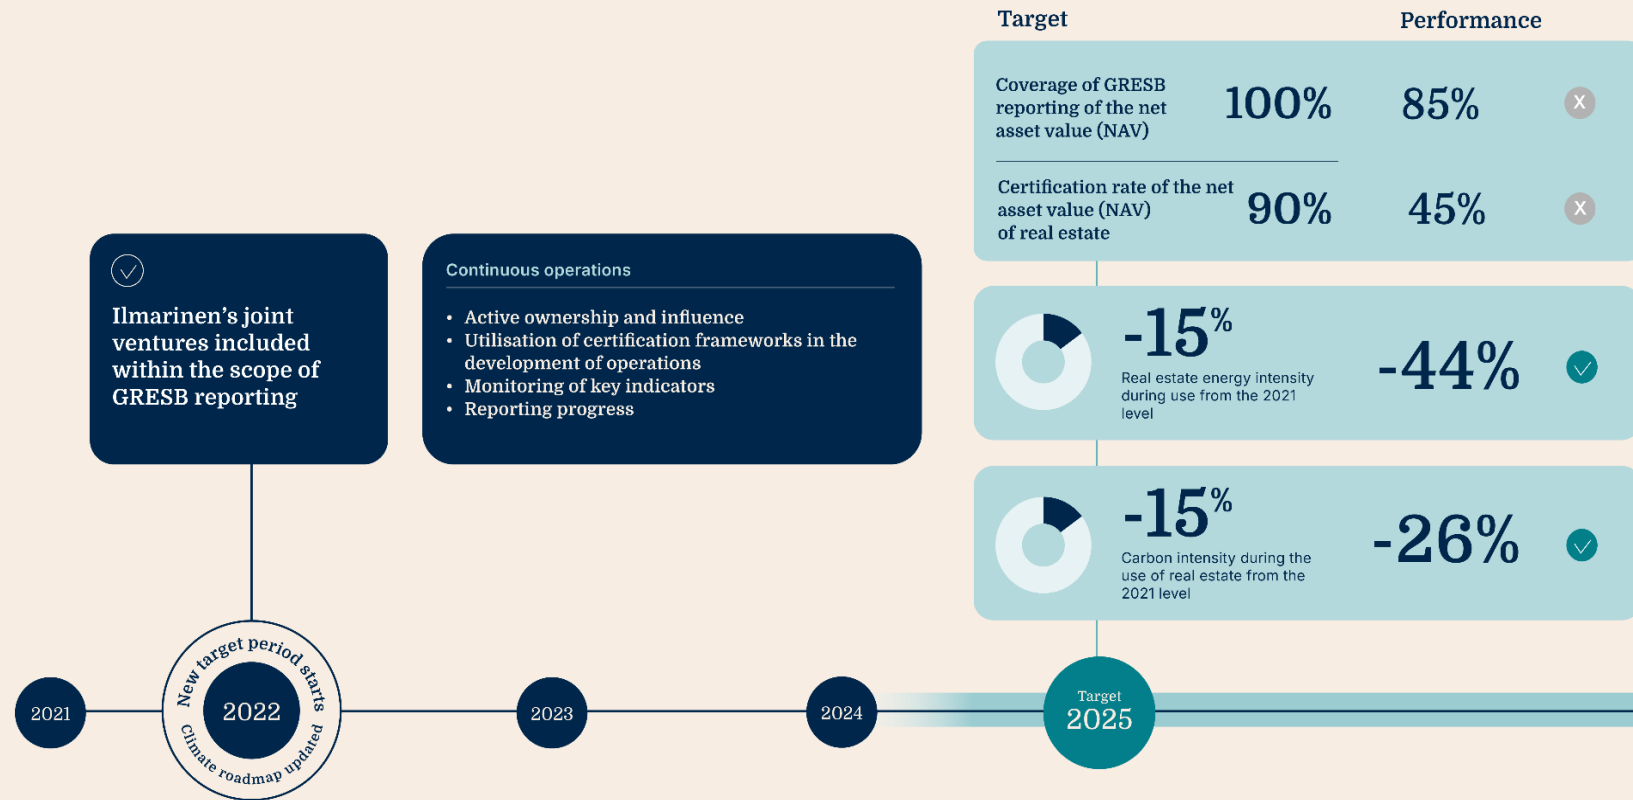 Target
Performance
Coverage of GRESB
reporting of the net
asset value (NAV)
100%
85%
X
Certification rate of the net
asset value (NAV)
of real estate
90%
45%
X
Ilmarinen’s joint
ventures included
within the scope of
GRESB reporting
Continuous operations
• Active ownership and influence
• Utilisation of certification frameworks in the
development of operations
• Monitoring of key indicators
• Reporting progress
-15%
Real estate energy intensity
during use from the 2021
level
-44%
-15%
Carbon intensity during the
use of real estate from the
2021 level
-26%
2021
New target period starts
2022
Climate roadmap updated
2023
2024
Target
2025